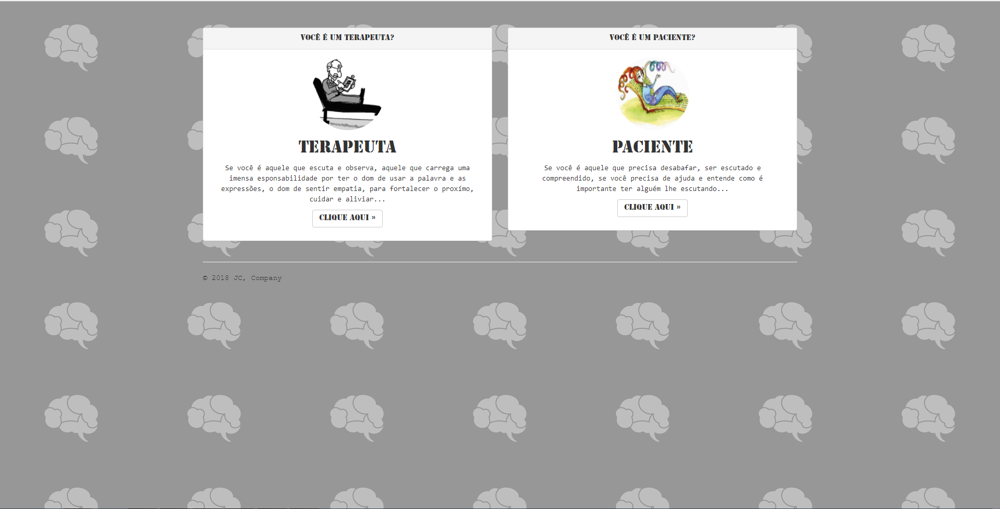 VOCÊ É UM TERAPEUTA?
TERAPEUTA
Se você é aquele que escuta e observa, aquele que carrega uma
imensa esponsabilidade por ter o dom de usar a palavra e as
expressões, o dom de sentir empatia, para fortalecer o proxímo,
cuidar e aliviar...
CLIQUE AQUI »
VOCÊ É UM PACIENTE?
PACIENTE
Se você é aquele que precisa desabafar, ser escutado e
compreendido, se você precisa de ajuda e entende como é
importante ter alguém lhe escutando...
CLIQUE AQUI »
© 2018 JC, Company